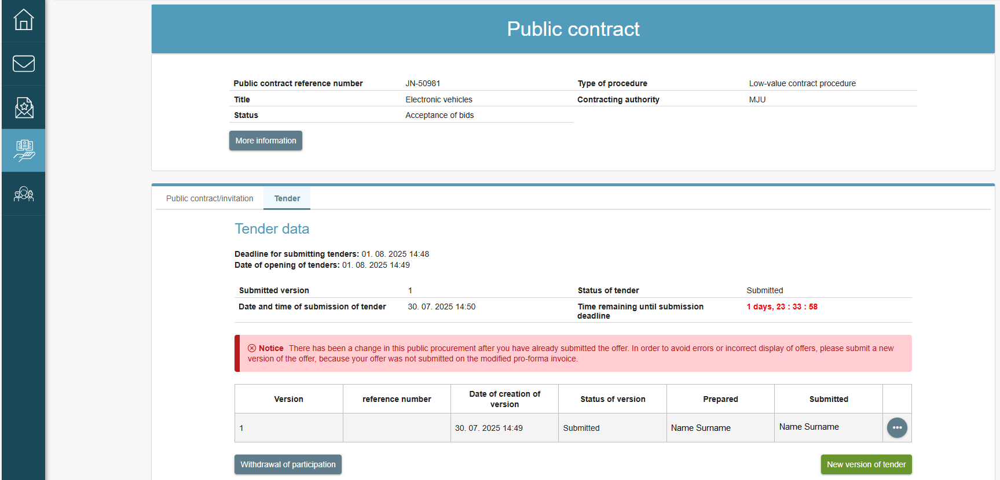 Public contract
Public contract reference number JN-50981 Type of procedure Low-value contract procedure
Title Electronic vehicles Contracting authority MJU
Status Acceptance of bids
More information
Public contract/invitation Tender
Tender data
Deadline for submitting tenders: 01. 08. 2025 14:48
Date of opening of tenders: 01. 08. 2025 14:49
Submitted version 1 Status of tender Submitted
Date and time of submission of tender 30. 07. 2025 14:50 Time remaining until submission 1 days, 23 : 33 : 58
deadline
Notice There has been a change in this public procurement after you have already submitted the offer. In order to avoid errors or incorrect display of offers, please submit a new
version of the offer, because your offer was not submitted on the modified pro-forma invoice.
Version reference number Date of creation of Status of version Prepared Submitted
version
1 30. 07. 2025 14:49 Submitted Name Surname Name Surname
Withdrawal of participation New version of tender